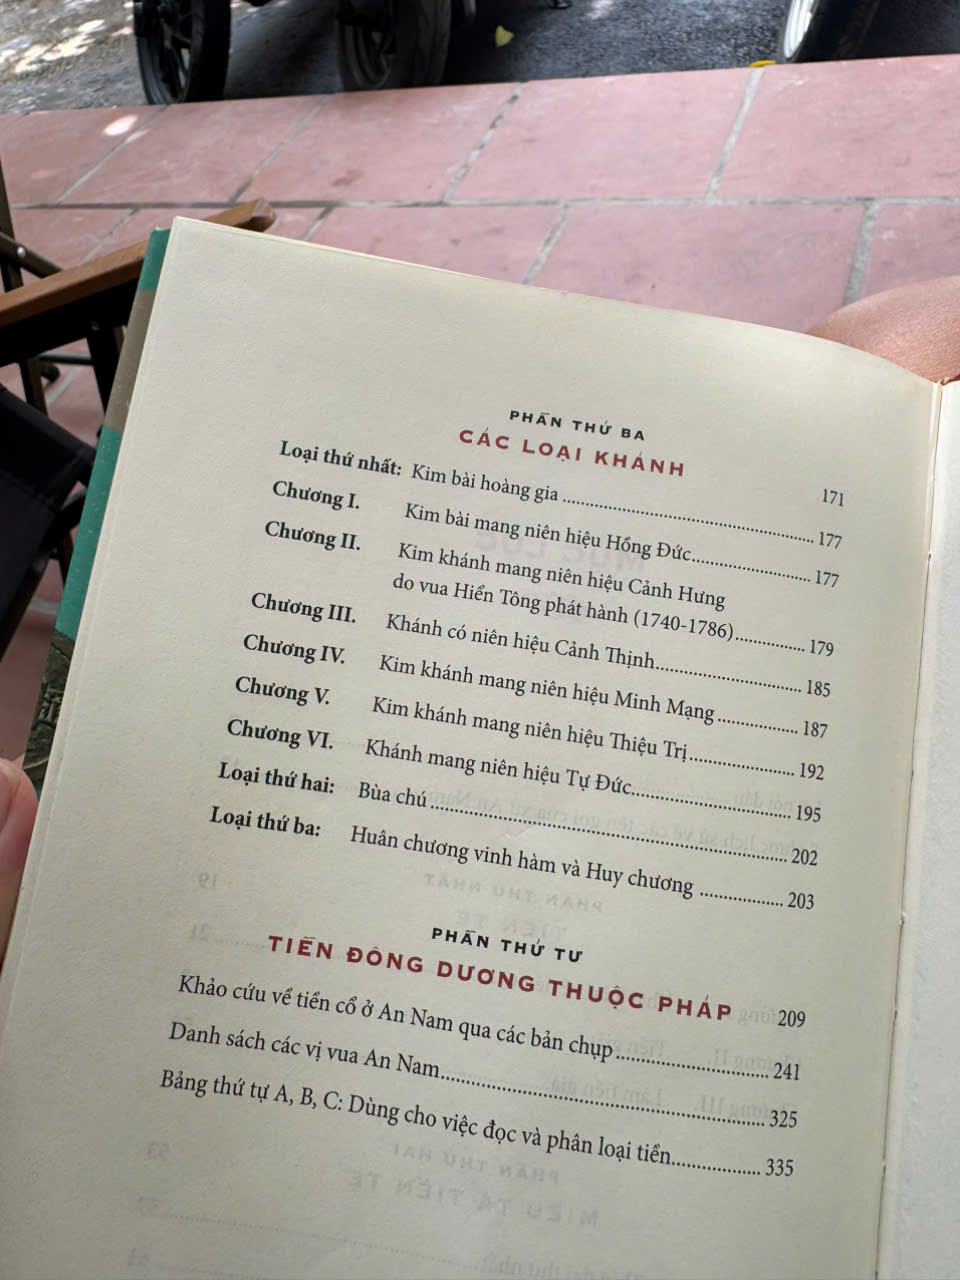 PHẦN THỨ BA
CÁC LOẠI KHÁNH 171
Loại thứ nhất: Kim bài hoàng gia ........ 177
Chương I. Kim bài mang niên hiệu Hồng Đức ........ 177
Chương II. Kim khánh mang niên hiệu Cảnh Hưng
do vua Hiển Tông phát hành (1740-1786) ........ 179
Chương III. Khánh có niên hiệu Cảnh Thịnh ........ 185
Chương IV. Kim khánh mang niên hiệu Minh Mạng ........ 187
Chương V. Kim khánh mang niên hiệu Thiệu Trị ........ 192
Chương VI. Khánh mang niên hiệu Tự Đức ........ 195
Loại thứ hai: Bùa chú ........ 202
Loại thứ ba: Huân chương vinh hàm và Huy chương ........ 203
PHẦN THỨ TƯ
TIỀN ĐÔNG DƯƠNG THUỘC PHÁP 209
Khảo cứu về tiền cổ ở An Nam qua các bản chụp ........ 241
Danh sách các vị vua An Nam ........ 325
Bảng thứ tự A, B, C: Dùng cho việc đọc và phân loại tiền ........ 335